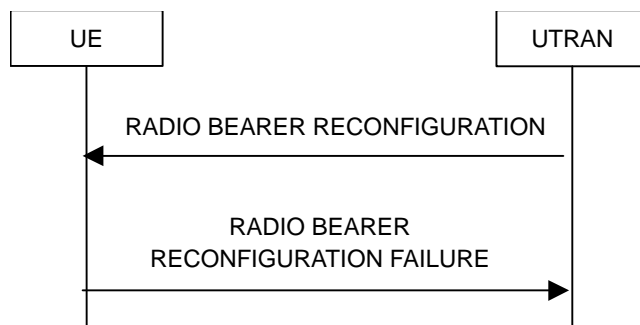 UE
UTRAN
RADIO BEARER RECONFIGURATION
RADIO BEARER
RECONFIGURATION FAILURE